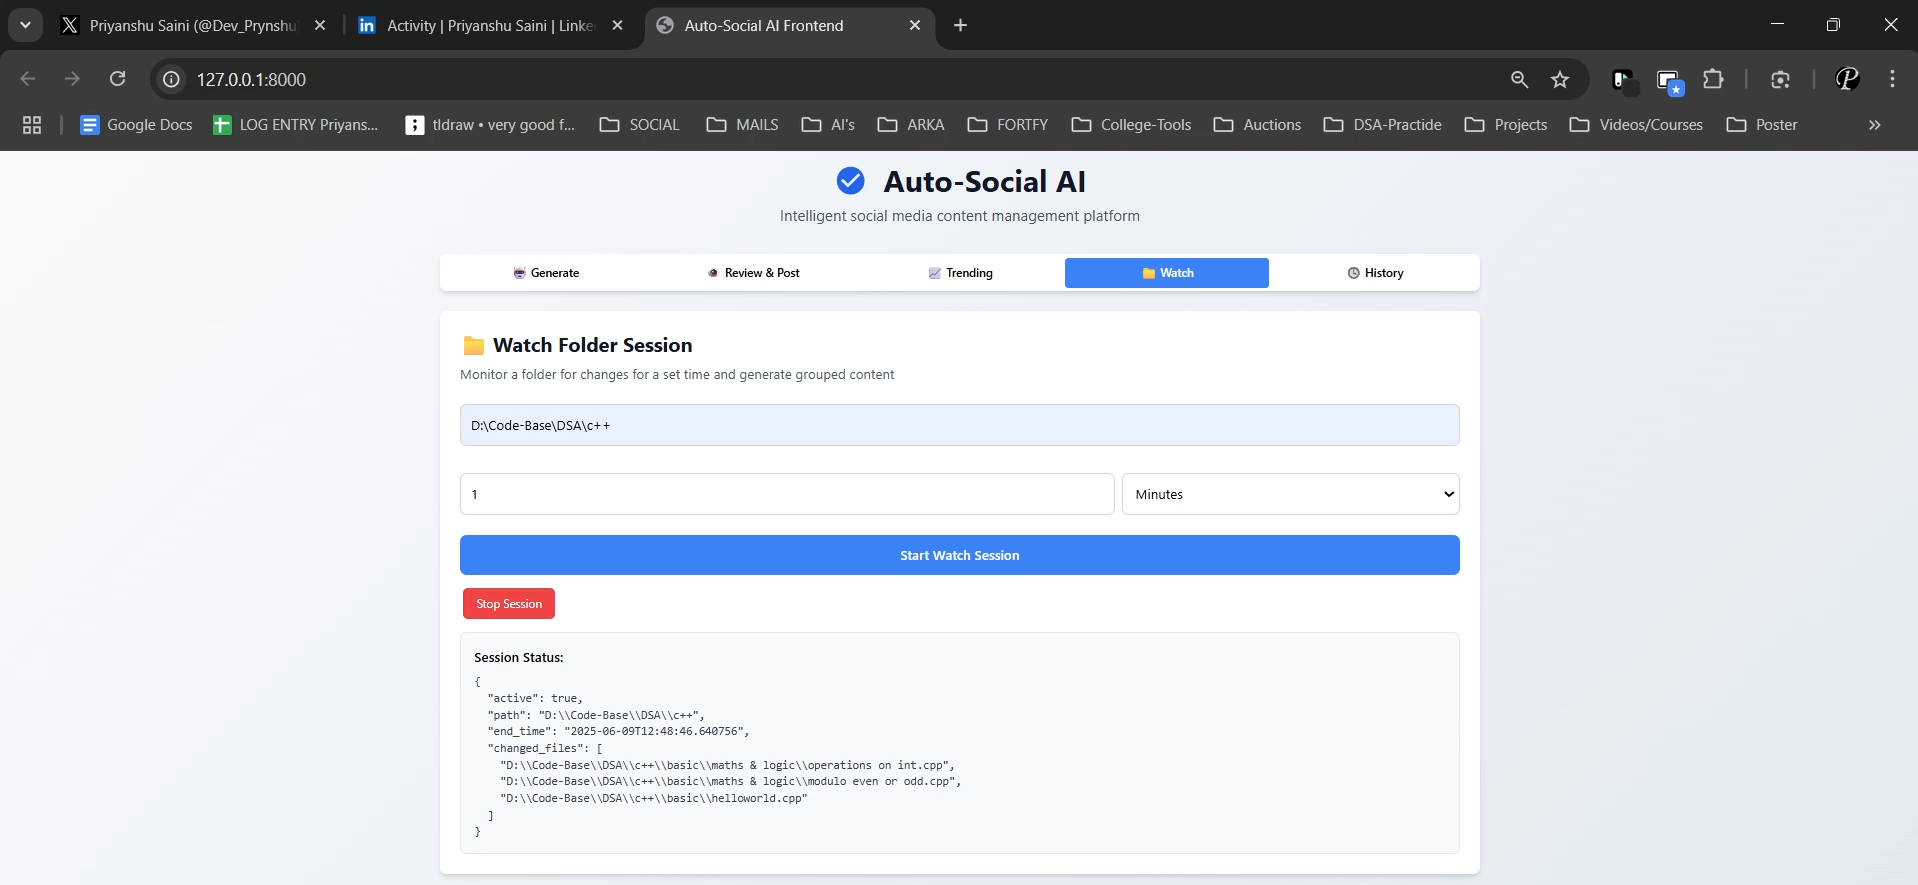 Priyanshu Saini (@Dev_Prynshu
Activity | Priyanshu Saini | Linke
Auto-Social AI Frontend
127.0.0.1:8000
Google Docs
LOG ENTRY Priyans...
tldraw • very good f...
SOCIAL
MAILS
AI's
ARKA
FORTFY
College-Tools
Auctions
DSA-Practide
Projects
Videos/Courses
Poster
Auto-Social AI
Intelligent social media content management platform
Generate
Review & Post
Trending
Watch
History
Watch Folder Session
Monitor a folder for changes for a set time and generate grouped content
D:\Code-Base\DSA\c++
1
Minutes
Start Watch Session
Stop Session
Session Status:
{
"active": true,
"path": "D:\\Code-Base\\DSA\\c++",
"end_time": "2025-06-09T12:48:46.640756",
"changed_files": [
"D:\\Code-Base\\DSA\\c++\\basic\\maths & logic\\operations on int.cpp",
"D:\\Code-Base\\DSA\\c++\\basic\\maths & logic\\modulo even or odd.cpp",
"D:\\Code-Base\\DSA\\c++\\basic\\helloworld.cpp"
]
}